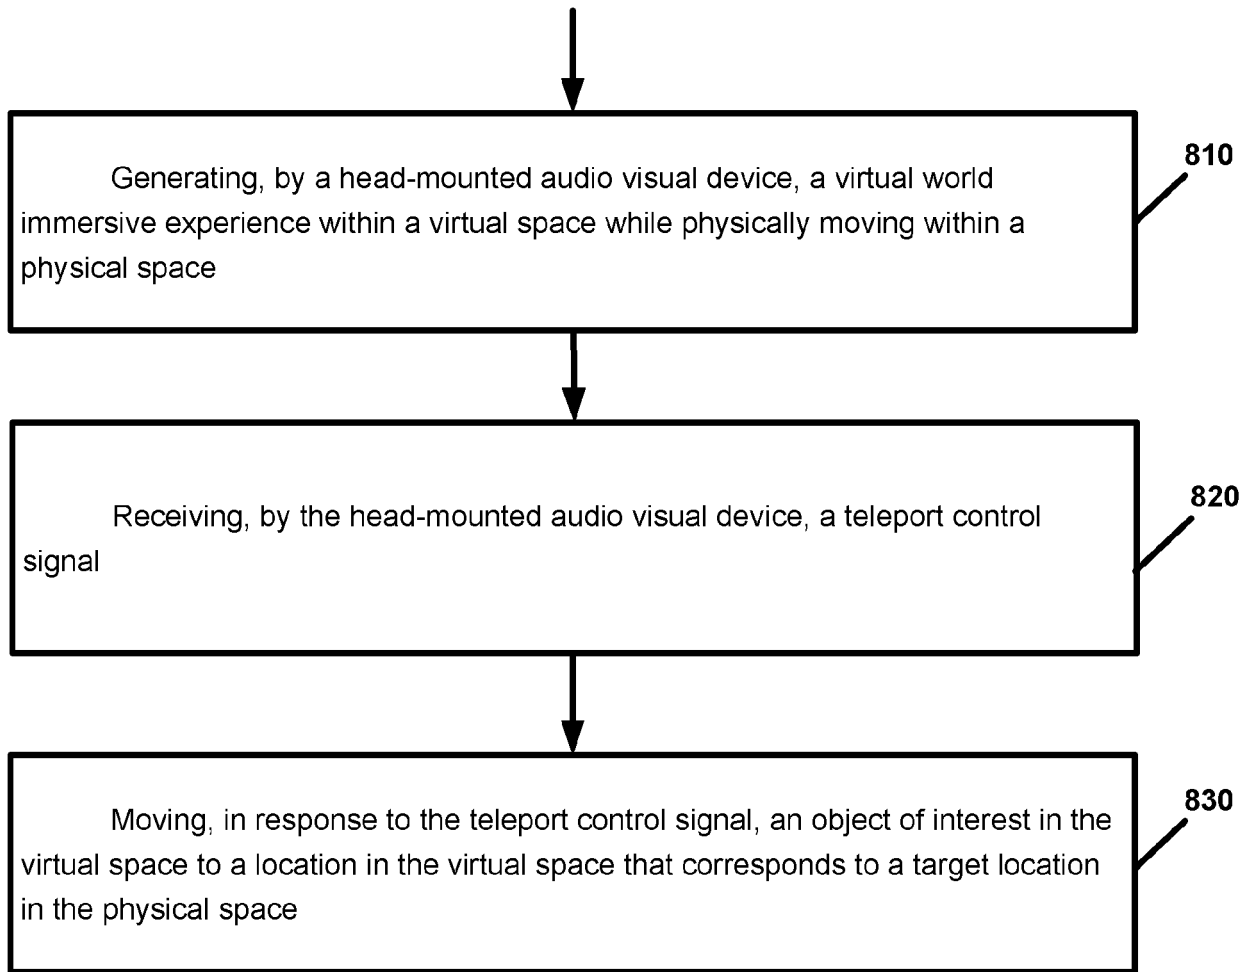 Generating, by a head-mounted audio visual device, a virtual world
immersive experience within a virtual space while physically moving within a
physical space
810
Receiving, by the head-mounted audio visual device, a teleport control
signal
820
Moving, in response to the teleport control signal, an object of interest in the
virtual space to a location in the virtual space that corresponds to a target location
in the physical space
830